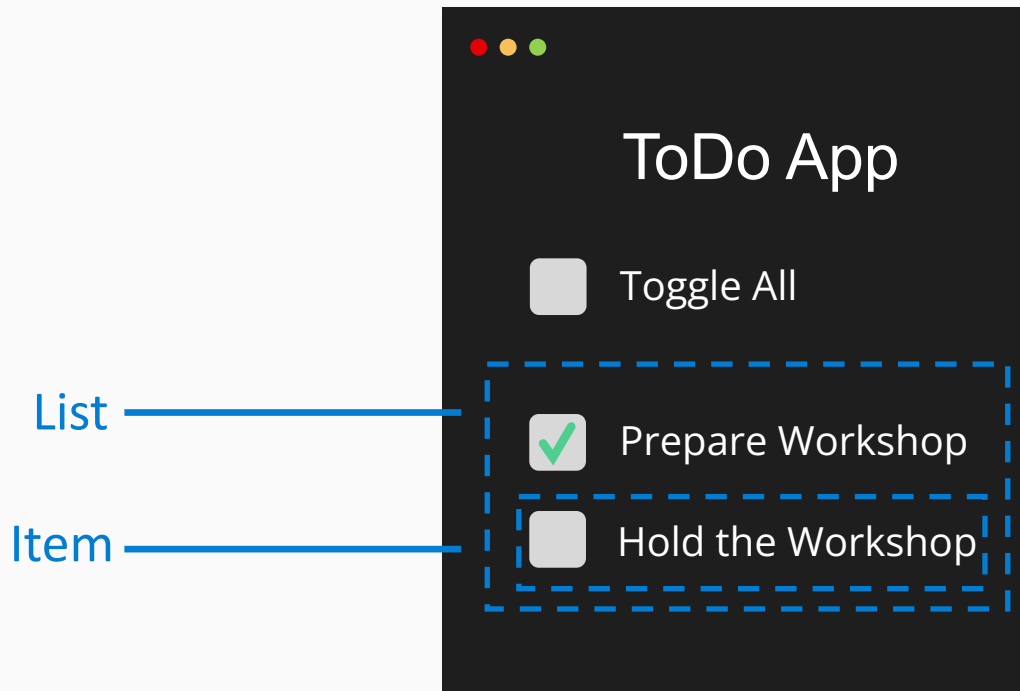 ToDo App
Toggle All
List
Prepare Workshop
Item
Hold the Workshop